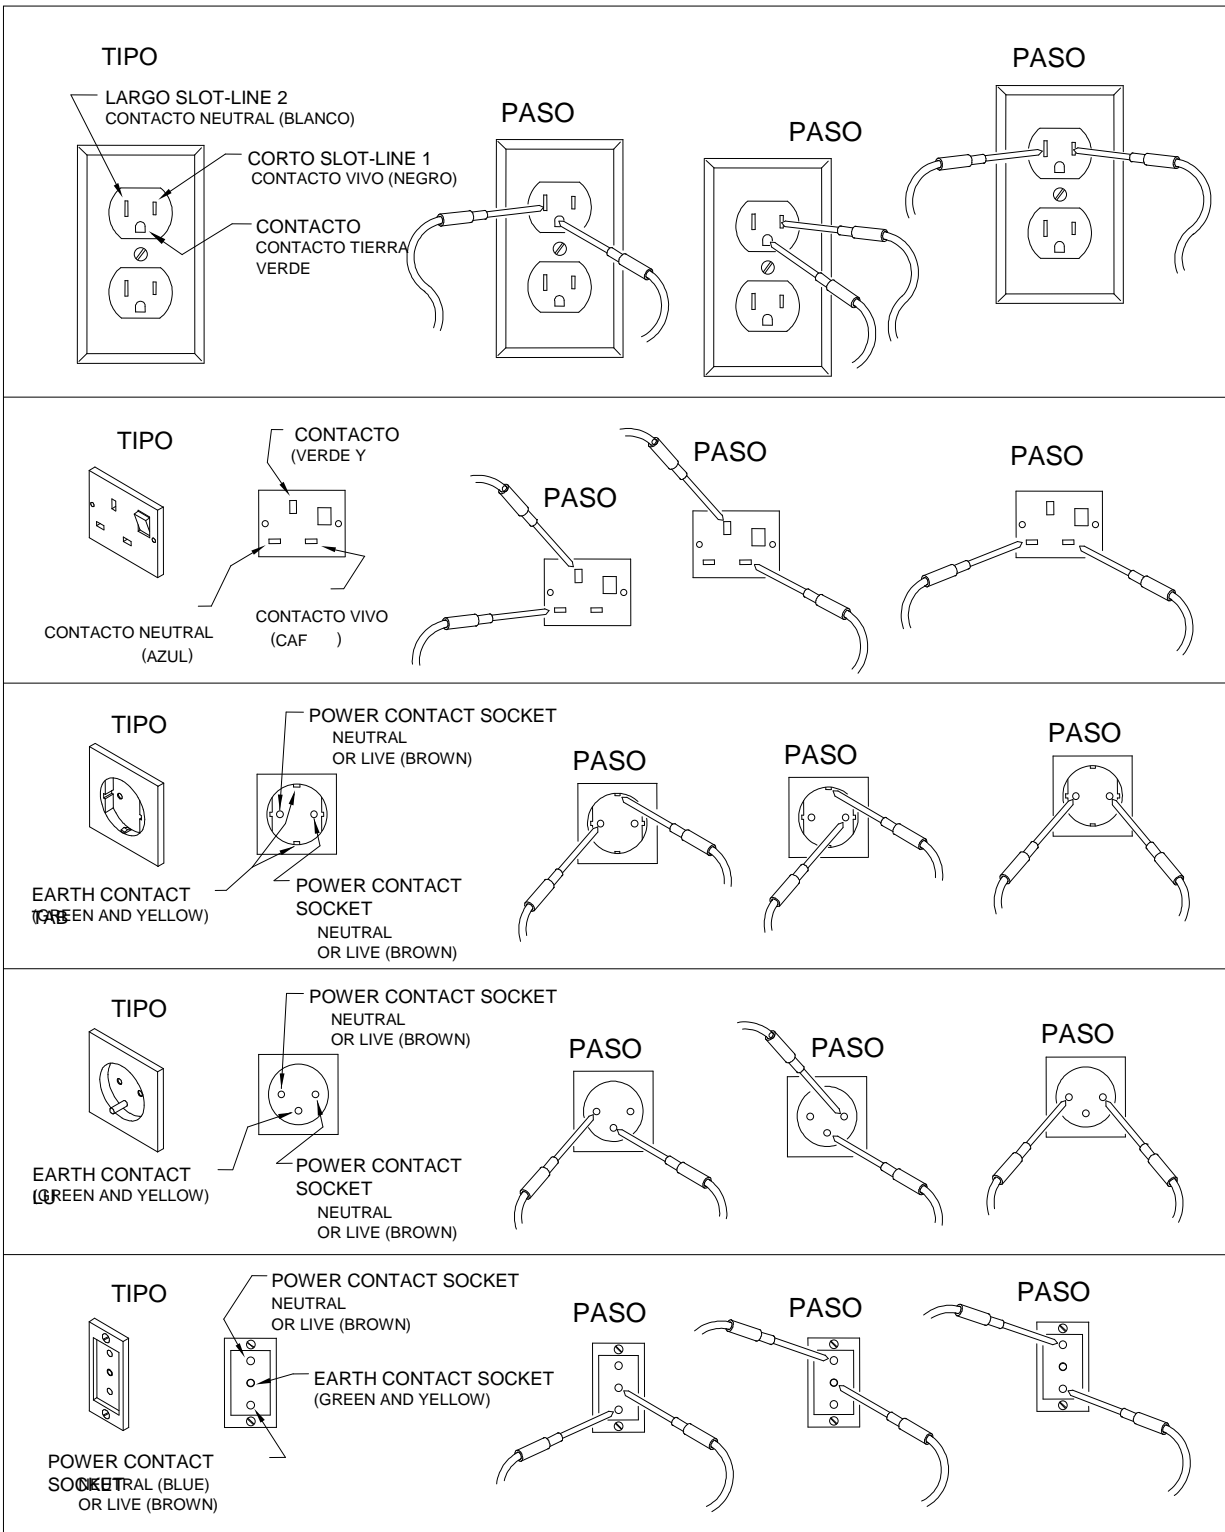 TIPO
LARGO SLOT-LINE 2
CONTACTO NEUTRAL (BLANCO)
CORTO SLOT-LINE 1
CONTACTO VIVO (NEGRO)
CONTACTO
CONTACTO TIERRA
VERDE
PASO
PASO
PASO
TIPO
CONTACTO
(VERDE Y
CONTACTO NEUTRAL
(AZUL)
CONTACTO VIVO
(CAF )
PASO
PASO
PASO
TIPO
POWER CONTACT SOCKET
NEUTRAL
OR LIVE (BROWN)
EARTH CONTACT
TAB
(GREEN AND YELLOW)
POWER CONTACT
SOCKET
NEUTRAL
OR LIVE (BROWN)
PASO
PASO
PASO
TIPO
POWER CONTACT SOCKET
NEUTRAL
OR LIVE (BROWN)
EARTH CONTACT
LU
(GREEN AND YELLOW)
POWER CONTACT
SOCKET
NEUTRAL
OR LIVE (BROWN)
PASO
PASO
PASO
TIPO
POWER CONTACT SOCKET
NEUTRAL
OR LIVE (BROWN)
EARTH CONTACT SOCKET
(GREEN AND YELLOW)
POWER CONTACT
SOCKET
NEUTRAL (BLUE)
OR LIVE (BROWN)
PASO
PASO
PASO